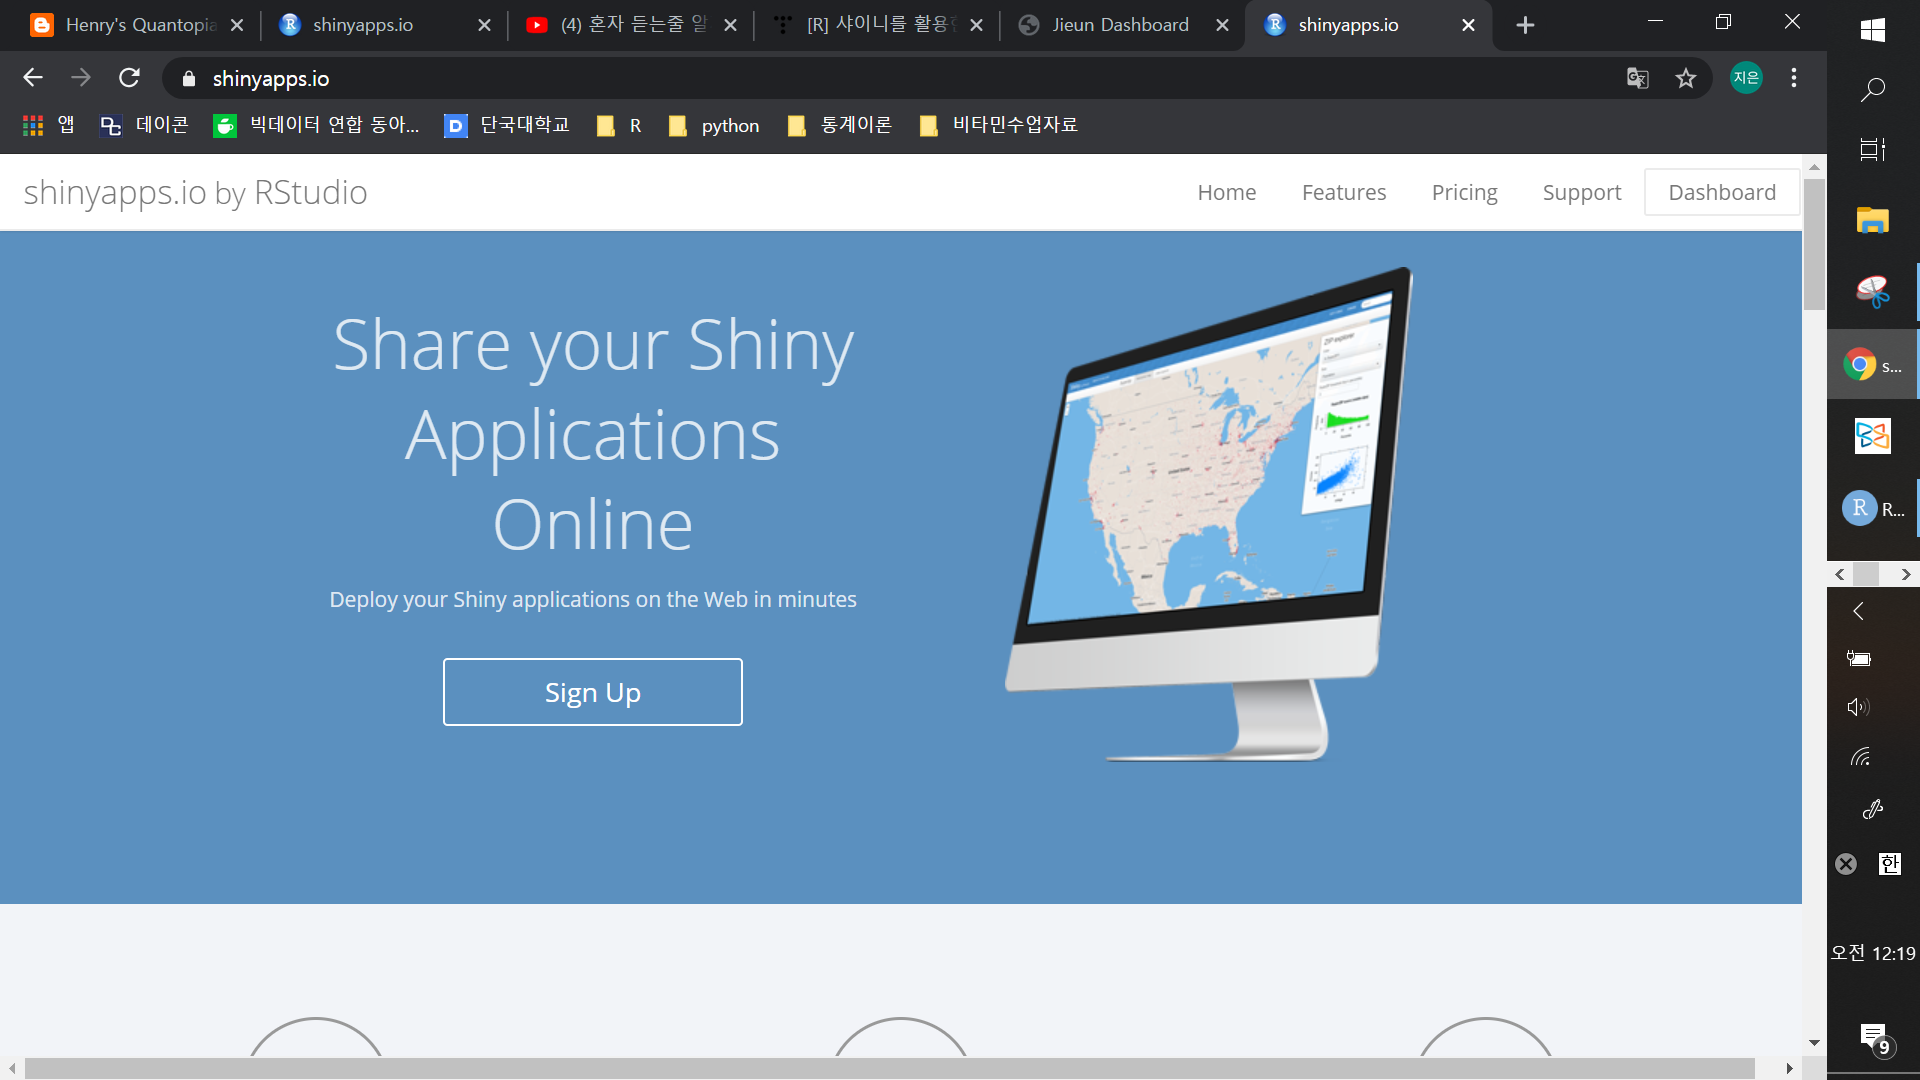 Henry's Quantopia
shinyapps.io
(4) 혼자 듣는줄 알
[R] 샤이니를 활용한
Jieun Dashboard
shinyapps.io
shinyapps.io
지은
앱
데이콘
빅데이터 연합 동아...
단국대학교
R
python
통계이론
비타민수업자료
shinyapps.io by RStudio
Home
Features
Pricing
Support
Dashboard
Share your Shiny
Applications
Online
Deploy your Shiny applications on the Web in minutes
Sign Up
s...
R...
한
오전 12:19
9